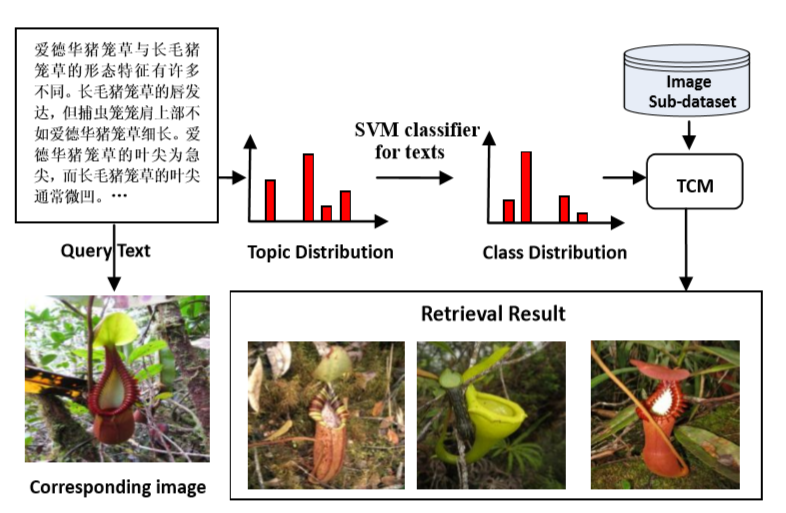 爱德华猪笼草与长毛猪
笼草的形态特征有许多
不同。长毛猪笼草的唇发
达，但捕虫笼笼肩上部不
如爱德华猪笼草细长。爱
德华猪笼草的叶尖为急
尖，而长毛猪笼草的叶尖
通常微凹。…
Query Text
Corresponding image
Topic Distribution
SVM classifier
for texts
Class Distribution
Image
Sub-dataset
TCM
Retrieval Result